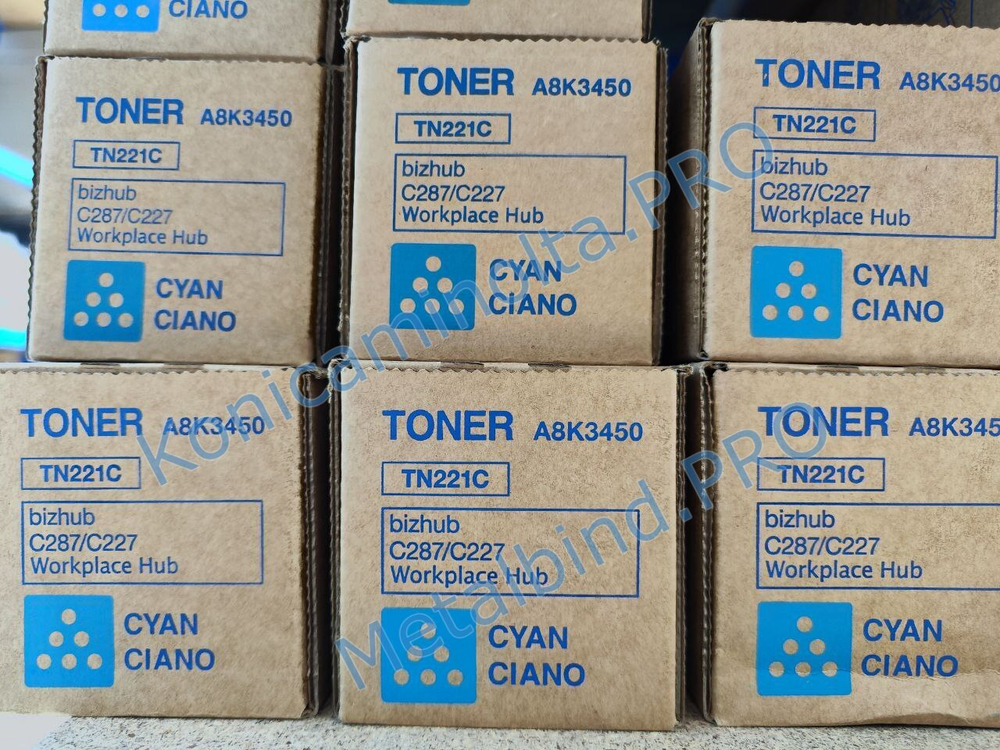 CIANO
TONER A8K3450
TN221C
bizhub
C287/C227
Workplace Hub
CYAN
CIANO
TONER A8K3450
TN221C
bizhub
C287/C227
Workplace Hub
CYAN
CIANO
TONER A8K3450
TN221C
bizhub
C287/C227
Workplace Hub
CYAN
CIANO
TONER A8K3450
TN221C
bizhub
C287/C227
Workplace Hub
CYAN
CIANO
TONER A8K3450
TN221C
bizhub
C287/C227
Workplace Hub
CYAN
CIANO
TONER A8K345
TN221C
bizhub
C287/C227
Workplace Hub
CYAN
CIANO
konicaminolta.PRO
Metalbind.PRO